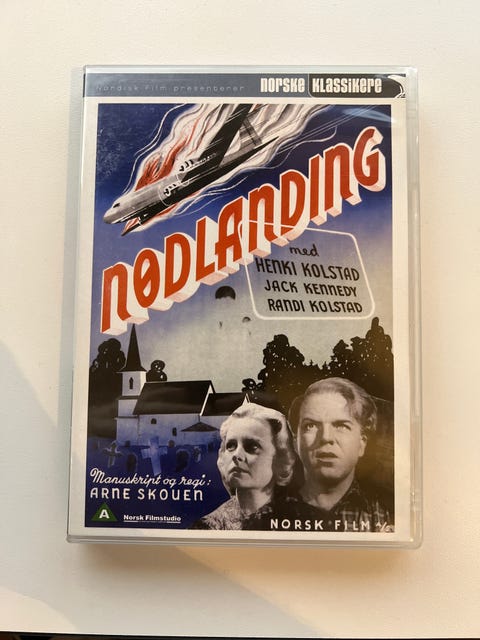 Nordisk Film presenterer
norske klassikere
NØDLANDING
med
HENKI KOLSTAD
JACK KENNEDY
RANDI KOLSTAD
Manuskript og regi:
ARNE SKOUEN
A
Norsk Filmstudio
NORSK FILM A/S